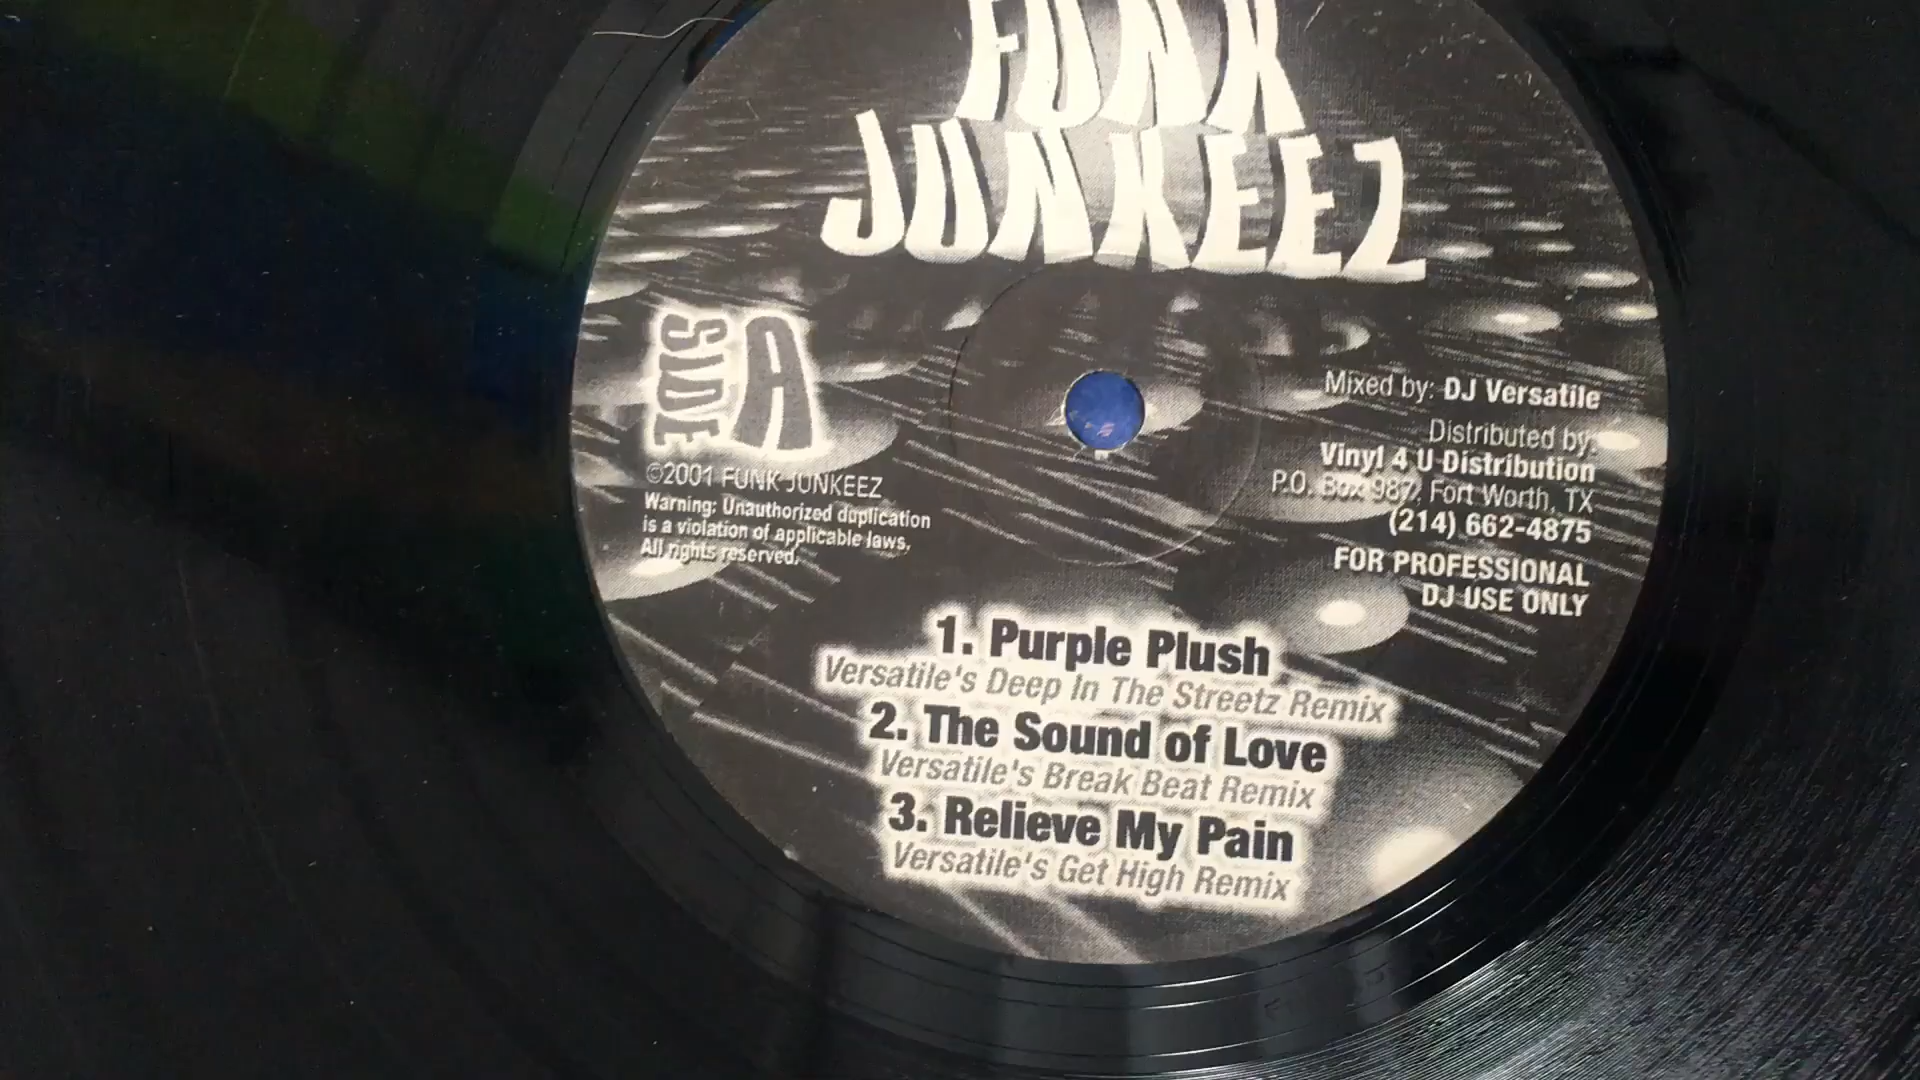 FUNK
JUNKEEZ
SIDE A
©2001 FUNK JUNKEEZ
Warning: Unauthorized duplication
is a violation of applicable laws,
All rights reserved.
Mixed by: DJ Versatile
Distributed by:
Vinyl 4 U Distribution
P.O. Box 987, Fort Worth, TX
(214) 662-4875
FOR PROFESSIONAL
DJ USE ONLY
1. Purple Plush
Versatile's Deep In The Streetz Remix
2. The Sound of Love
Versatile's Break Beat Remix
3. Relieve My Pain
Versatile's Get High Remix